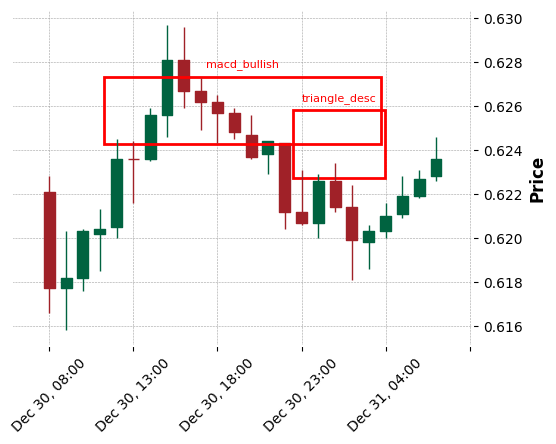 0.630
0.628
macd_bullish
0.626
triangle_desc
0.624
0.622
0.620
0.618
0.616
Price
Dec 30, 08:00
Dec 30, 13:00
Dec 30, 18:00
Dec 30, 23:00
Dec 31, 04:00